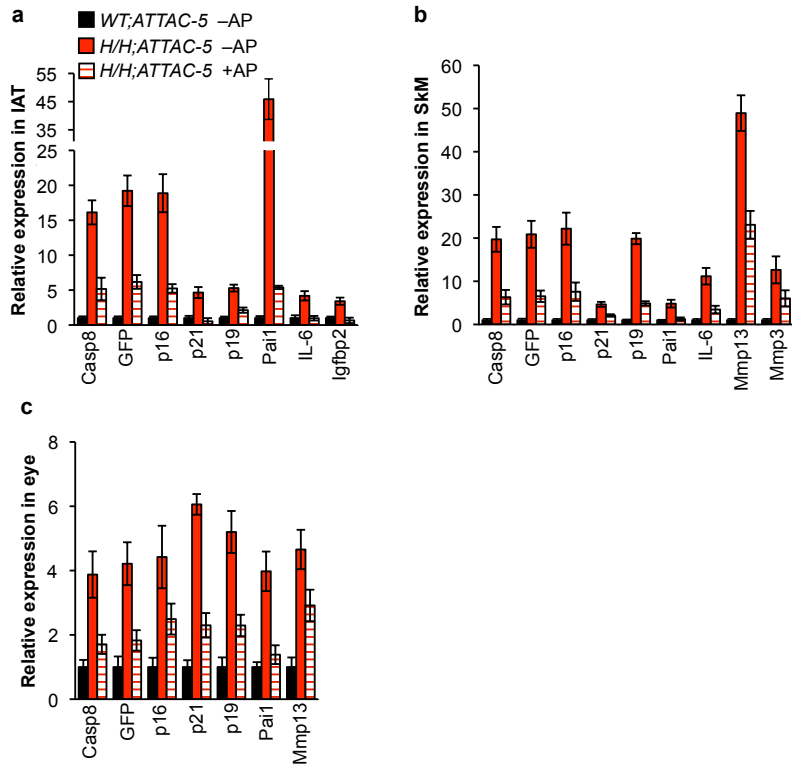 a
WT;ATTAC-5 –AP
H/H;ATTAC-5 –AP
H/H;ATTAC-5 +AP
Relative expression in IAT
55
45
35
25
20
15
10
5
0
Casp8
GFP
p16
p21
p19
Pai1
IL-6
Igfbp2
b
Relative expression in SkM
60
50
40
30
20
10
0
Casp8
GFP
p16
p21
p19
Pai1
IL-6
Mmp13
Mmp3
c
Relative expression in eye
8
6
4
2
0
Casp8
GFP
p16
p21
p19
Pai1
Mmp13